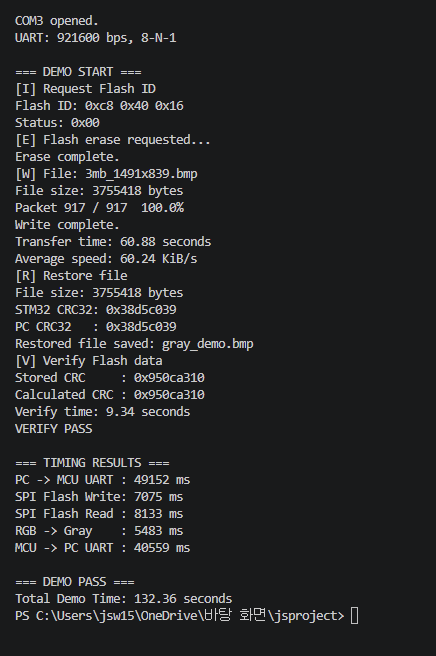 COM3 opened.
UART: 921600 bps, 8-N-1
=== DEMO START ===
[I] Request Flash ID
Flash ID: 0xc8 0x40 0x16
Status: 0x00
[E] Flash erase requested...
Erase complete.
[W] File: 3mb_1491x839.bmp
File size: 3755418 bytes
Packet 917 / 917  100.0%
Write complete.
Transfer time: 60.88 seconds
Average speed: 60.24 KiB/s
[R] Restore file
File size: 3755418 bytes
STM32 CRC32: 0x38d5c039
PC CRC32   : 0x38d5c039
Restored file saved: gray_demo.bmp
[V] Verify Flash data
Stored CRC     : 0x950ca310
Calculated CRC : 0x950ca310
Verify time: 9.34 seconds
VERIFY PASS
=== TIMING RESULTS ===
PC -> MCU UART : 49152 ms
SPI Flash Write: 7075 ms
SPI Flash Read : 8133 ms
RGB -> Gray    : 5483 ms
MCU -> PC UART : 40559 ms
=== DEMO PASS ===
Total Demo Time: 132.36 seconds
PS C:\Users\jsw15\OneDrive\바탕 화면\jsproject>